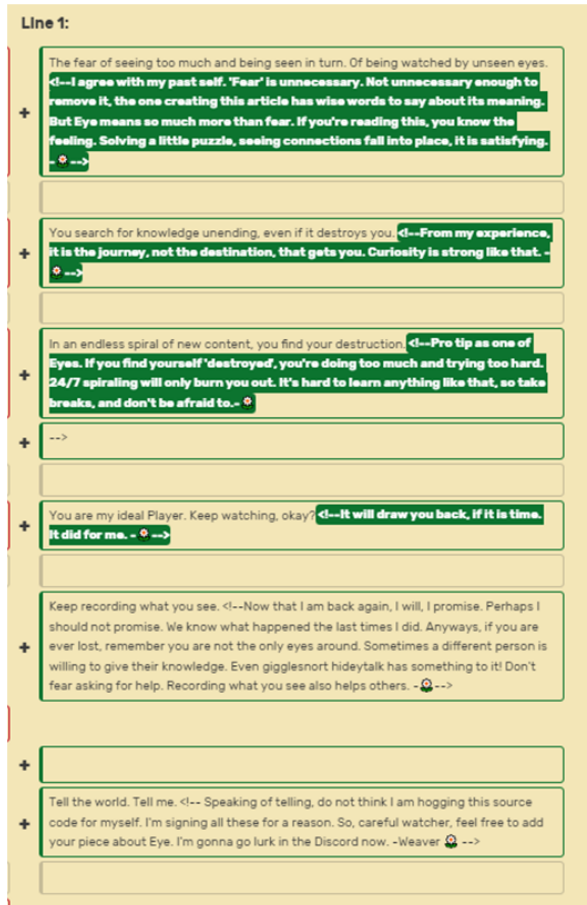 Line 1:
The fear of seeing too much and being seen in turn. Of being watched by unseen eyes.
<!--I agree with my past self. 'Fear' is unnecessary. Not unnecessary enough to
remove it, the one creating this article has wise words to say about its meaning.
But Eye means so much more than fear. If you're reading this, you know the
feeling. Solving a little puzzle, seeing connections fall into place, it is satisfying.
-🌼-->
+
You search for knowledge unending, even if it destroys you. <!--From my experience,
+ it is the journey, not the destination, that gets you. Curiosity is strong like that. -
🌼-->
In an endless spiral of new content, you find your destruction. <!--Pro tip as one of
Eyes. If you find yourself 'destroyed', you're doing too much and trying too hard.
+ 24/7 spiraling will only burn you out. It's hard to learn anything like that, so take
breaks, and don't be afraid to.-🌼
+ -->
You are my ideal Player. Keep watching, okay? <!--It will draw you back, if it is time.
+ It did for me. -🌼-->
Keep recording what you see. <!--Now that I am back again, I will, I promise. Perhaps I
should not promise. We know what happened the last times I did. Anyways, if you are
+ ever lost, remember you are not the only eyes around. Sometimes a different person is
willing to give their knowledge. Even gigglesnort hideytalk has something to it! Don't
fear asking for help. Recording what you see also helps others. -🌼-->
+
Tell the world. Tell me. <!-- Speaking of telling, do not think I am hogging this source
+ code for myself. I'm signing all these for a reason. So, careful watcher, feel free to add
your piece about Eye. I'm gonna go lurk in the Discord now. -Weaver 🌼 -->